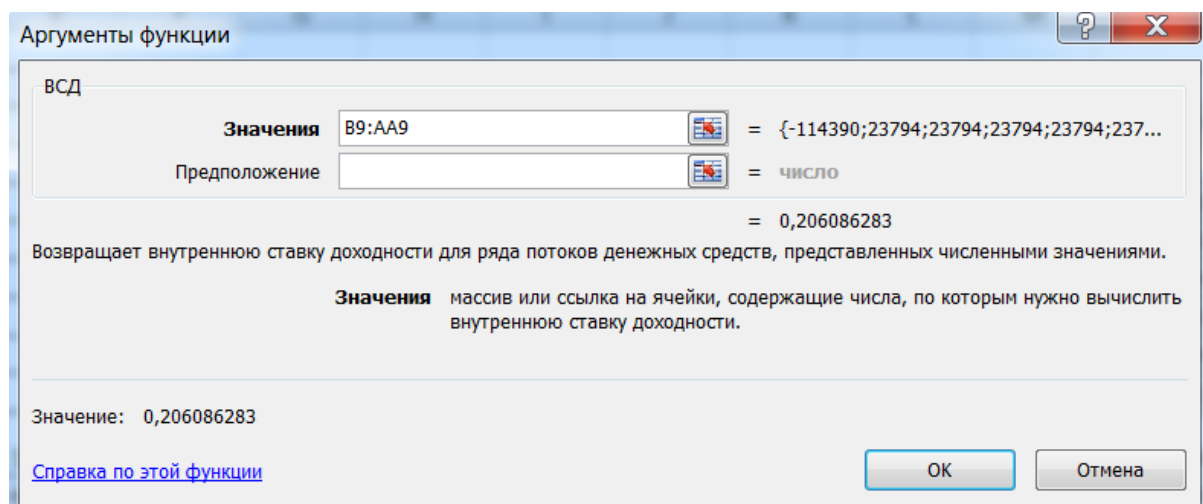 Аргументы функции
ВСД
Значения B9:AA9 = {-114390;23794;23794;23794;23794;237...
Предположение = число
= 0,206086283
Возвращает внутреннюю ставку доходности для ряда потоков денежных средств, представленных численными значениями.
Значения массив или ссылка на ячейки, содержащие числа, по которым нужно вычислить
внутреннюю ставку доходности.
Значение: 0,206086283
Справка по этой функции ОК Отмена